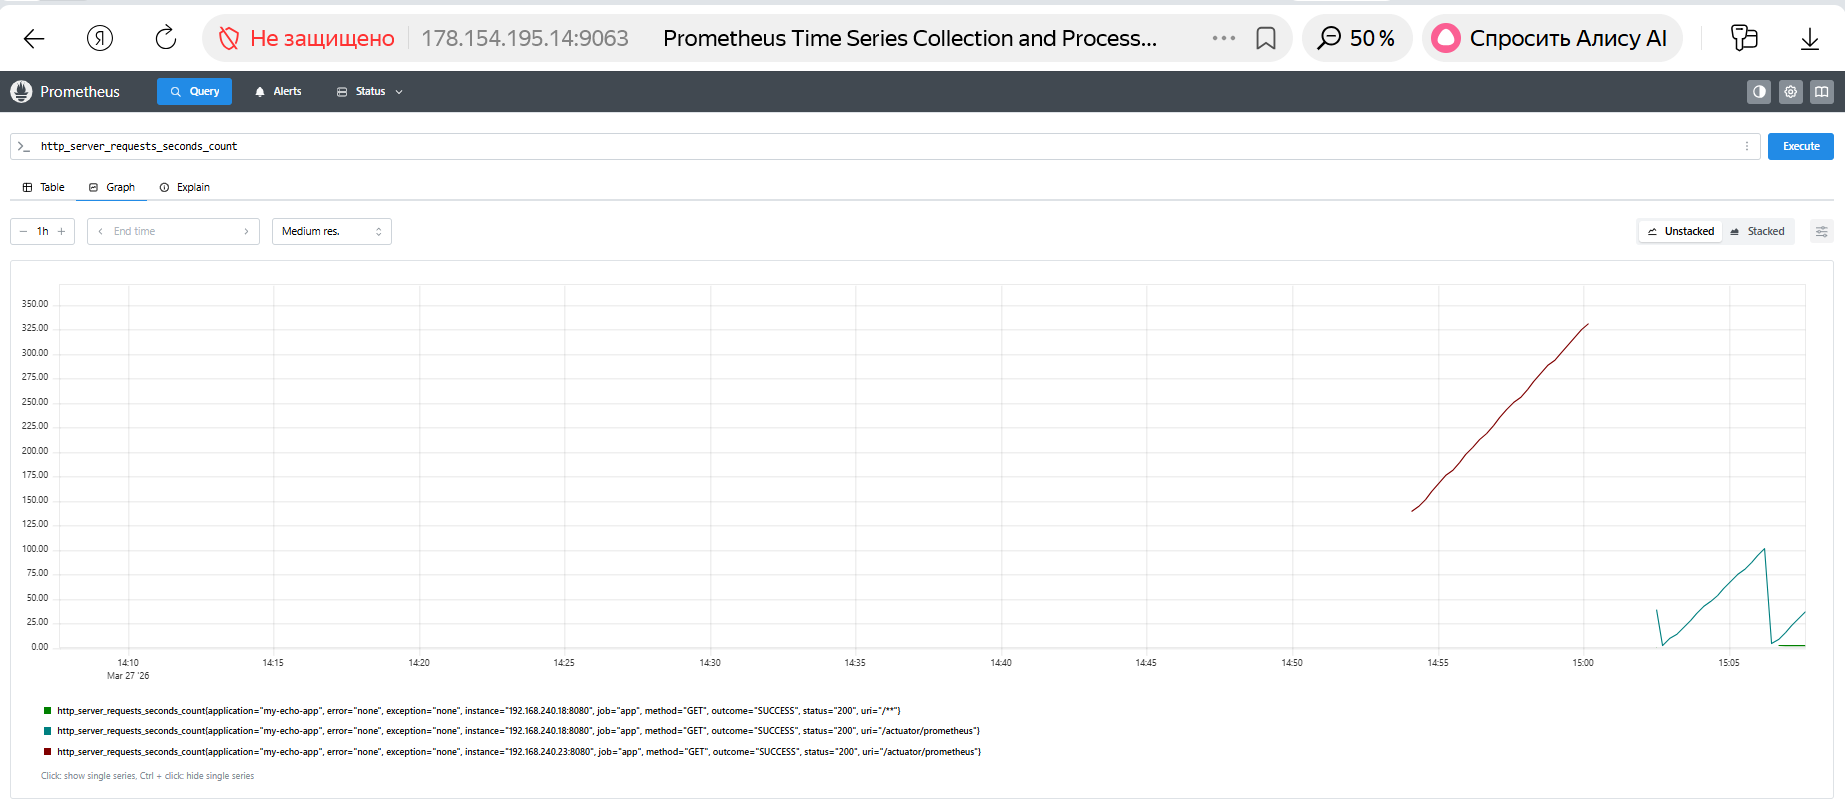 Я Не защищено 178.154.195.14:9063 Prometheus Time Series Collection and Process... 50 % Спросить Алису AI
Prometheus Query Alerts Status
>_ http_server_requests_seconds_count Execute
Table Graph Explain
− 1h + < End time > Medium res. Unstacked Stacked
350.00
325.00
300.00
275.00
250.00
225.00
200.00
175.00
150.00
125.00
100.00
75.00
50.00
25.00
0.00
14:10 14:15 14:20 14:25 14:30 14:35 14:40 14:45 14:50 14:55 15:00 15:05
Mar 27 '26
http_server_requests_seconds_count{application="my-echo-app", error="none", exception="none", instance="192.168.240.18:8080", job="app", method="GET", outcome="SUCCESS", status="200", uri="/**"}
http_server_requests_seconds_count{application="my-echo-app", error="none", exception="none", instance="192.168.240.18:8080", job="app", method="GET", outcome="SUCCESS", status="200", uri="/actuator/prometheus"}
http_server_requests_seconds_count{application="my-echo-app", error="none", exception="none", instance="192.168.240.23:8080", job="app", method="GET", outcome="SUCCESS", status="200", uri="/actuator/prometheus"}
Click: show single series, Ctrl + click: hide single series